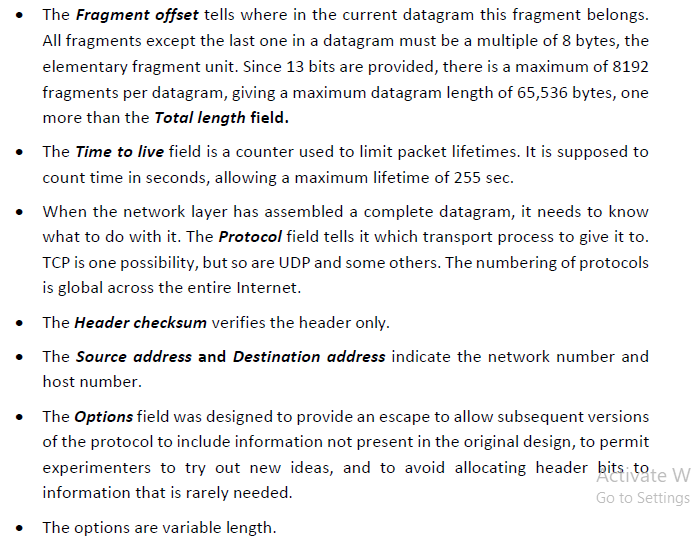 • The Fragment offset tells where in the current datagram this fragment belongs.
All fragments except the last one in a datagram must be a multiple of 8 bytes, the
elementary fragment unit. Since 13 bits are provided, there is a maximum of 8192
fragments per datagram, giving a maximum datagram length of 65,536 bytes, one
more than the Total length field.
• The Time to live field is a counter used to limit packet lifetimes. It is supposed to
count time in seconds, allowing a maximum lifetime of 255 sec.
• When the network layer has assembled a complete datagram, it needs to know
what to do with it. The Protocol field tells it which transport process to give it to.
TCP is one possibility, but so are UDP and some others. The numbering of protocols
is global across the entire Internet.
• The Header checksum verifies the header only.
• The Source address and Destination address indicate the network number and
host number.
• The Options field was designed to provide an escape to allow subsequent versions
of the protocol to include information not present in the original design, to permit
experimenters to try out new ideas, and to avoid allocating header bits to
Activate W
information that is rarely needed.
Go to Settings
• The options are variable length.